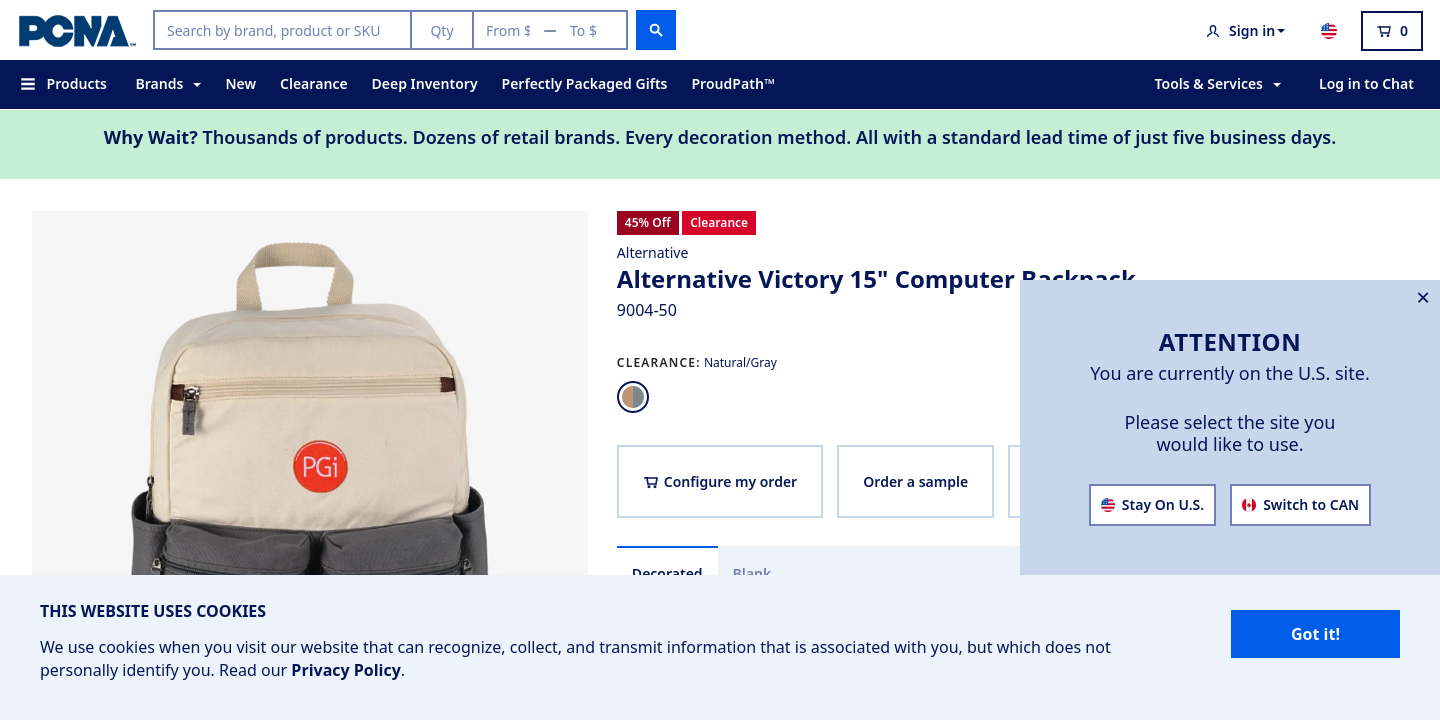 PCNA™
Search by brand, product or SKU
Qty
From $
—
To $
Sign in
0
Products
Brands
New
Clearance
Deep Inventory
Perfectly Packaged Gifts
ProudPath™
Tools & Services
Log in to Chat
Why Wait? Thousands of products. Dozens of retail brands. Every decoration method. All with a standard lead time of just five business days.
PGi
45% Off
Clearance
Alternative
Alternative Victory 15" Computer Backpack
9004-50
CLEARANCE: Natural/Gray
Configure my order
Order a sample
Decorated
Blank
ATTENTION
You are currently on the U.S. site.
Please select the site you
would like to use.
Stay On U.S.
Switch to CAN
THIS WEBSITE USES COOKIES
We use cookies when you visit our website that can recognize, collect, and transmit information that is associated with you, but which does not
personally identify you. Read our Privacy Policy.
Got it!